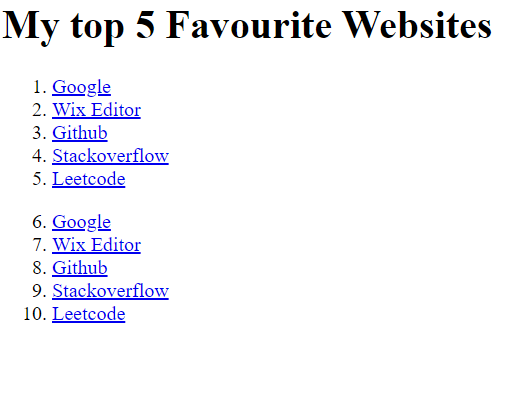 My top 5 Favourite Websites
1. Google
2. Wix Editor
3. Github
4. Stackoverflow
5. Leetcode
6. Google
7. Wix Editor
8. Github
9. Stackoverflow
10. Leetcode